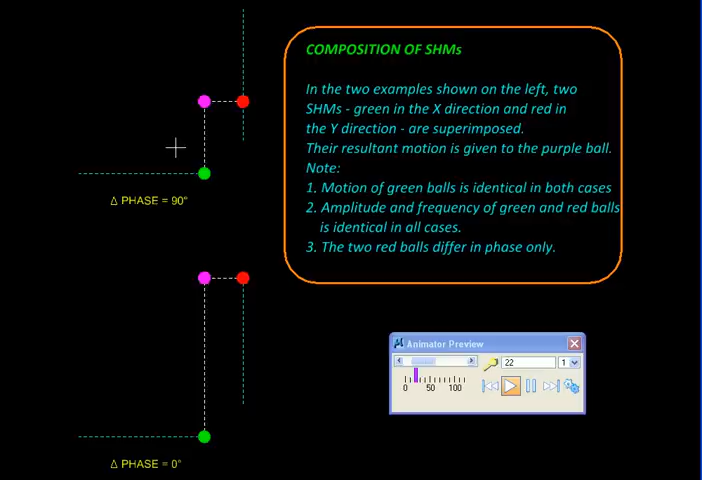 COMPOSITION OF SHMs
In the two examples shown on the left, two
SHMs - green in the X direction and red in
the Y direction - are superimposed.
Their resultant motion is given to the purple ball.
Note:
1. Motion of green balls is identical in both cases
2. Amplitude and frequency of green and red balls
is identical in all cases.
3. The two red balls differ in phase only.
Δ PHASE = 90°
Animator Preview
22
1
0 50 100
Δ PHASE = 0°